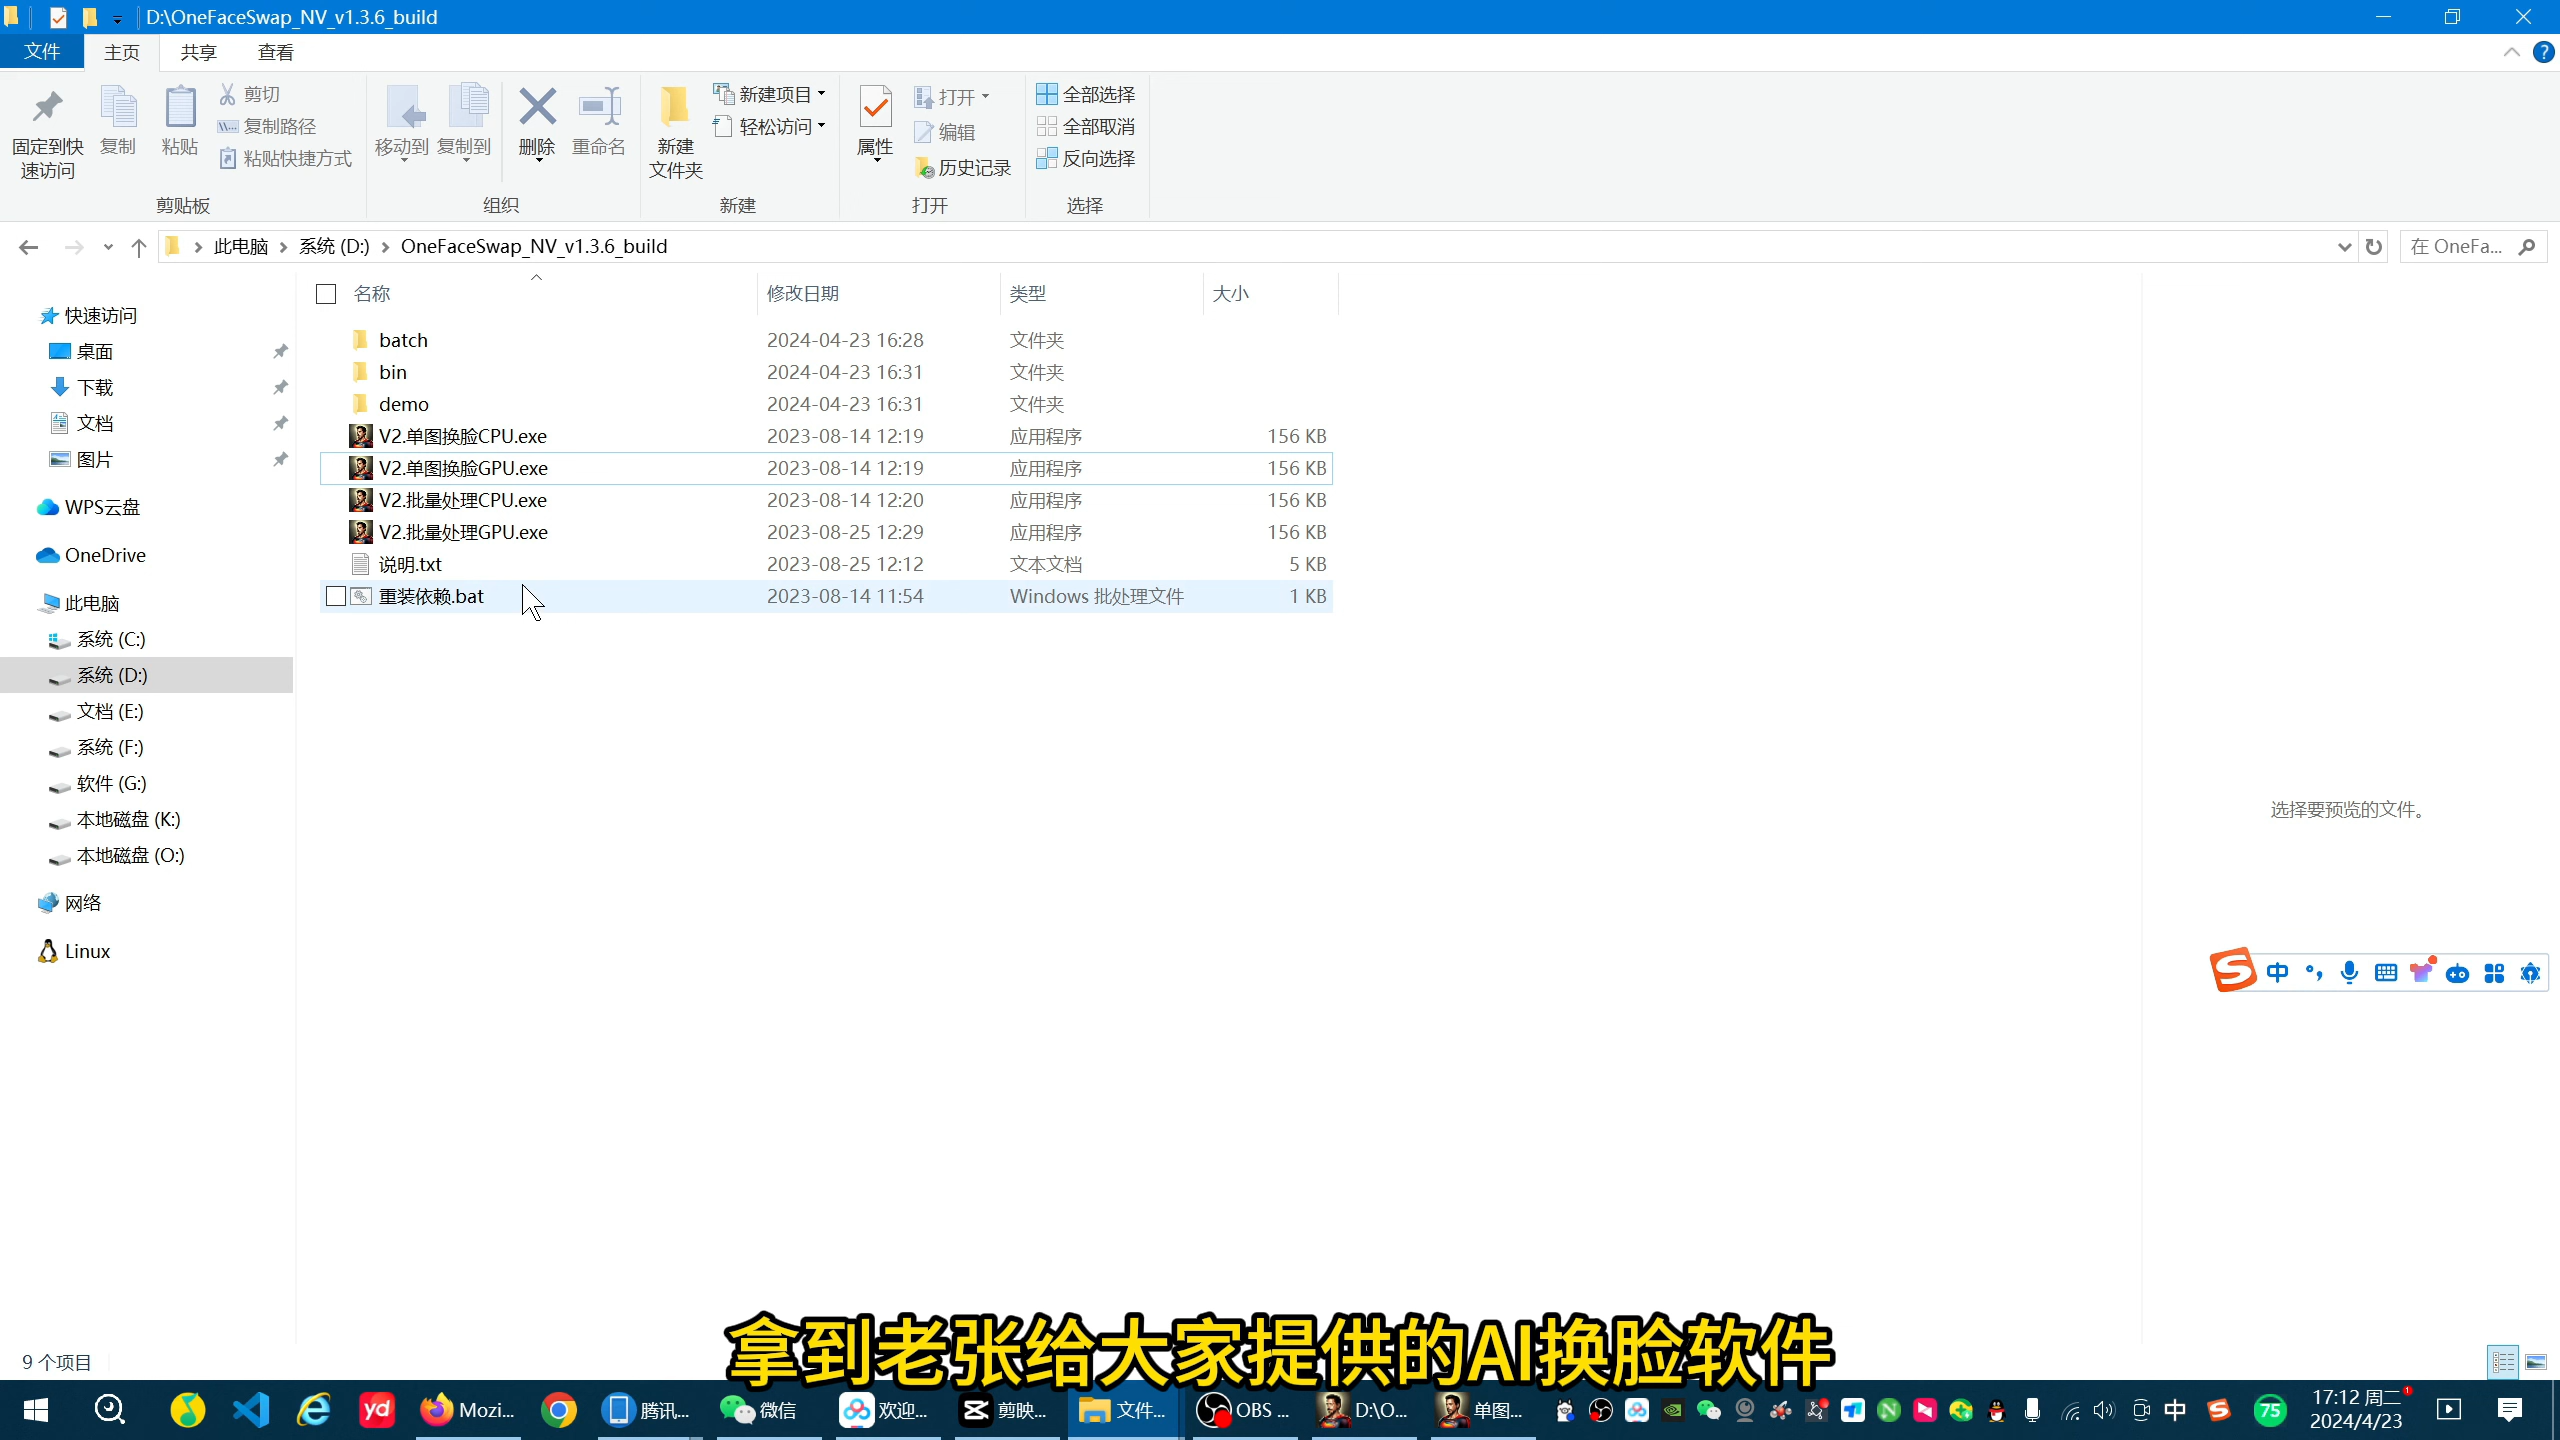 D:\OneFaceSwap_NV_v1.3.6_build
文件 主页 共享 查看
固定到快速访问
复制
粘贴
剪切
复制路径
粘贴快捷方式
剪贴板
移动到
复制到
删除
重命名
组织
新建
文件夹
新建项目
轻松访问
新建
属性
打开
编辑
历史记录
打开
全部选择
全部取消
反向选择
选择
此电脑 › 系统 (D:) › OneFaceSwap_NV_v1.3.6_build
在 OneFa...
名称 修改日期 类型 大小
batch 2024-04-23 16:28 文件夹
bin 2024-04-23 16:31 文件夹
demo 2024-04-23 16:31 文件夹
V2.单图换脸CPU.exe 2023-08-14 12:19 应用程序 156 KB
V2.单图换脸GPU.exe 2023-08-14 12:19 应用程序 156 KB
V2.批量处理CPU.exe 2023-08-14 12:20 应用程序 156 KB
V2.批量处理GPU.exe 2023-08-25 12:29 应用程序 156 KB
说明.txt 2023-08-25 12:12 文本文档 5 KB
重装依赖.bat 2023-08-14 11:54 Windows 批处理文件 1 KB
快速访问
桌面
下载
文档
图片
WPS云盘
OneDrive
此电脑
系统 (C:)
系统 (D:)
文档 (E:)
系统 (F:)
软件 (G:)
本地磁盘 (K:)
本地磁盘 (O:)
网络
Linux
选择要预览的文件。
S 中
拿到老张给大家提供的AI换脸软件
9 个项目
yd Mozi... 腾讯... 微信 欢迎... 剪映... 文件... OBS ... D:\O... 单图... 中 75
17:12 周二
2024/4/23